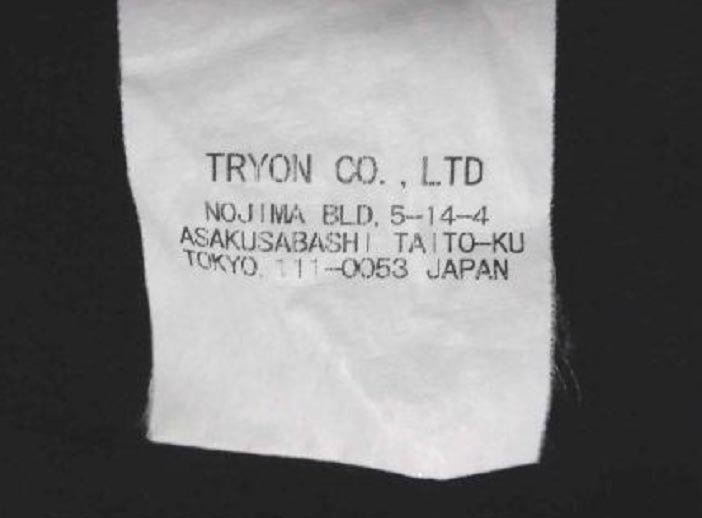 TRYON CO. , LTD
NOJIMA BLD. 5-14-4
ASAKUSABASHI TAITO-KU
TOKYO. 111-0053 JAPAN